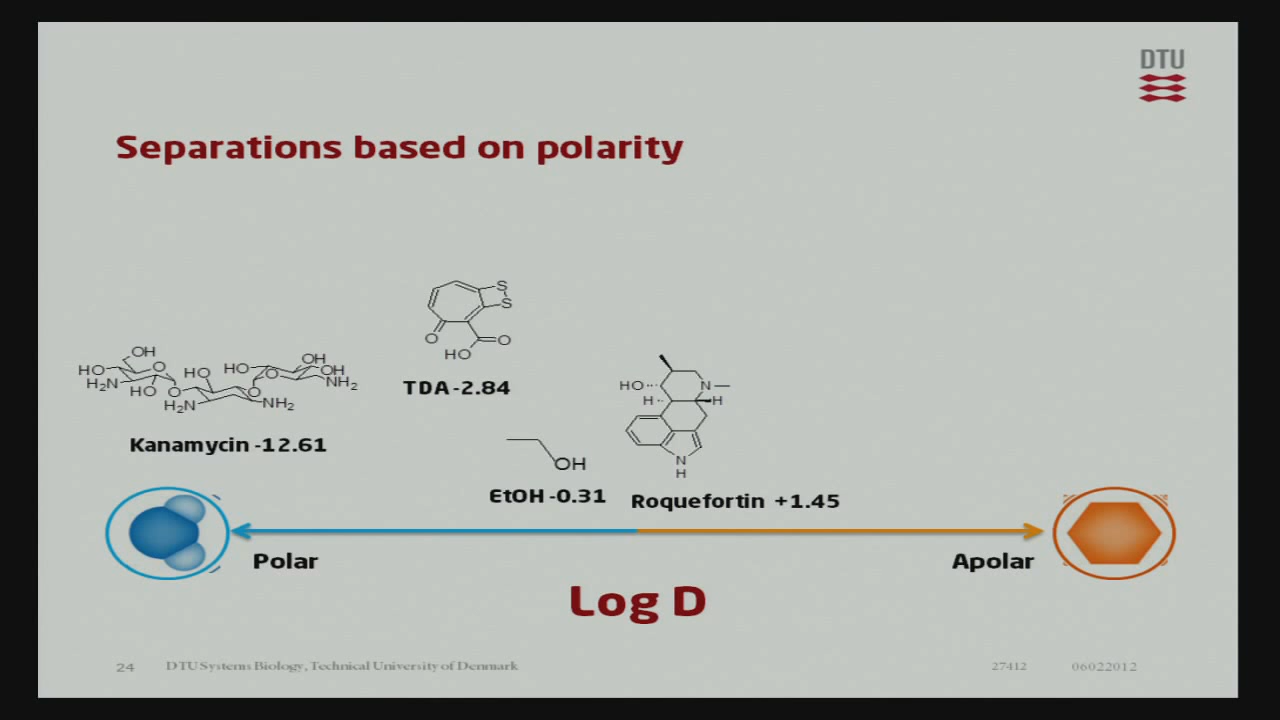 DTU
Separations based on polarity
S
S
O
O
HO
TDA -2.84
OH
HO
O
H₂N
HO
O
HO
H₂N
NH₂
O
HO
O
OH
OH
NH₂
Kanamycin -12.61
OH
EtOH -0.31
HO
N
H
H
N
H
Roquefortin +1.45
Polar
Apolar
Log D
24 DTU Systems Biology, Technical University of Denmark 27412 06022012